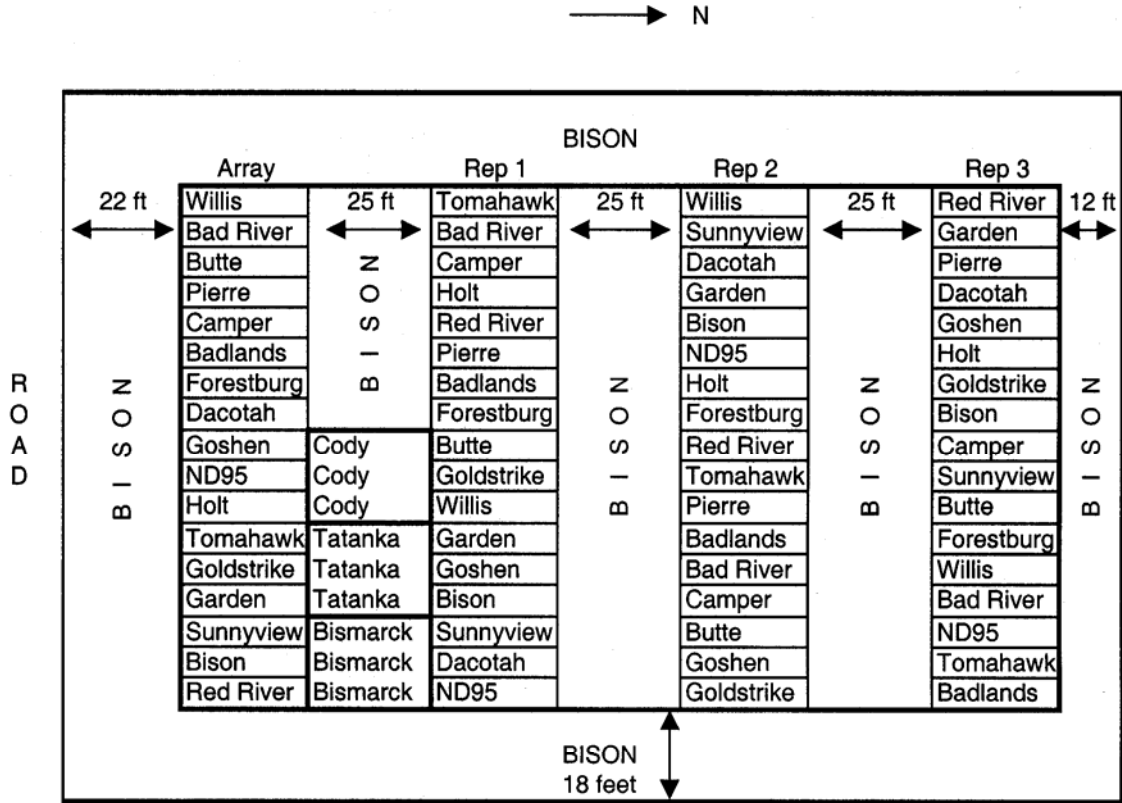 N
BISON
Array Rep 1 Rep 2 Rep 3
22 ft Willis 25 ft Tomahawk 25 ft Willis 25 ft Red River 12 ft
Bad River Bad River Sunnyview Garden
Butte Camper Dacotah Pierre
Pierre Holt Garden Dacotah
Camper Red River Bison Goshen
Badlands Pierre ND95 Holt
Forestburg Badlands Holt Goldstrike
Dacotah Forestburg Forestburg Bison
Goshen Cody Butte Red River Camper
ND95 Cody Goldstrike Tomahawk Sunnyview
Holt Cody Willis Pierre Butte
Tomahawk Tatanka Garden Badlands Forestburg
Goldstrike Tatanka Goshen Bad River Willis
Garden Tatanka Bison Camper Bad River
Sunnyview Bismarck Sunnyview Butte ND95
Bison Bismarck Dacotah Goshen Tomahawk
Red River Bismarck ND95 Goldstrike Badlands
ROAD
BISON
BISON
BISON
BISON
BISON
BISON
18 feet